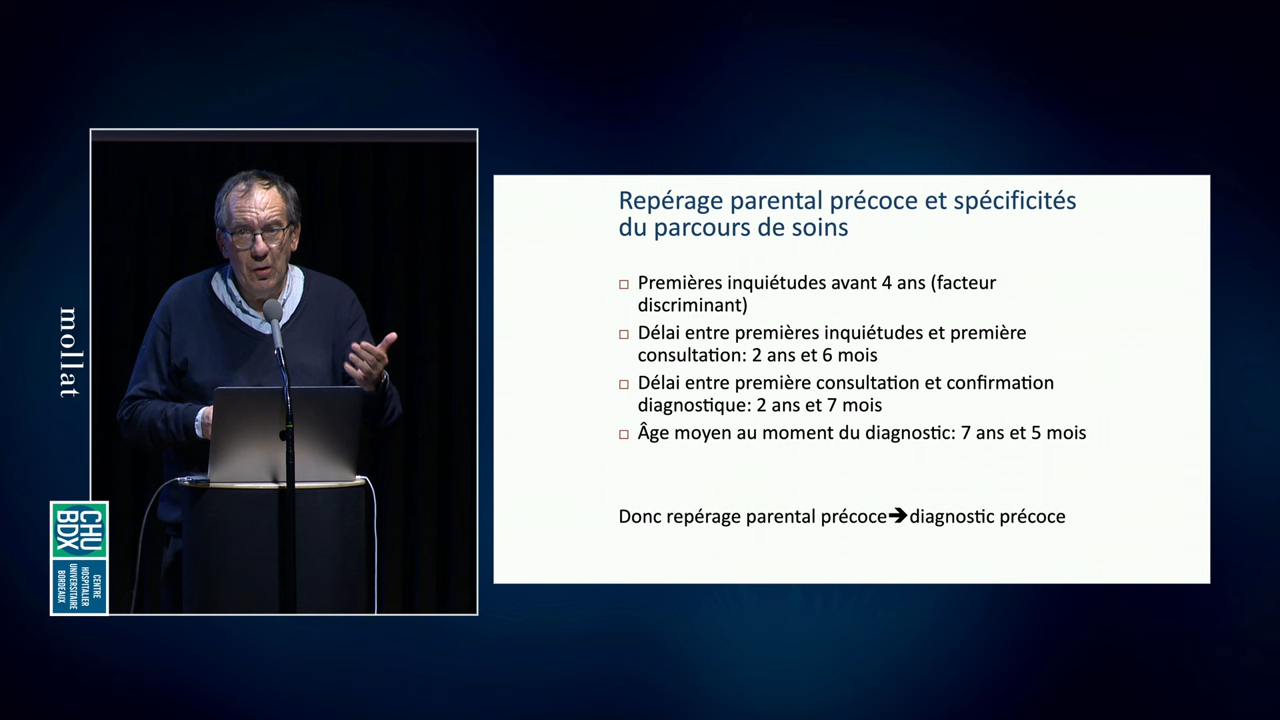 Repérage parental précoce et spécificités
du parcours de soins
Premières inquiétudes avant 4 ans (facteur
discriminant)
Délai entre premières inquiétudes et première
consultation: 2 ans et 6 mois
Délai entre première consultation et confirmation
diagnostique: 2 ans et 7 mois
Âge moyen au moment du diagnostic: 7 ans et 5 mois
Donc repérage parental précoce➔diagnostic précoce
mollat
CHU
BDX
CENTRE
HOSPITALIER
UNIVERSITAIRE
BORDEAUX